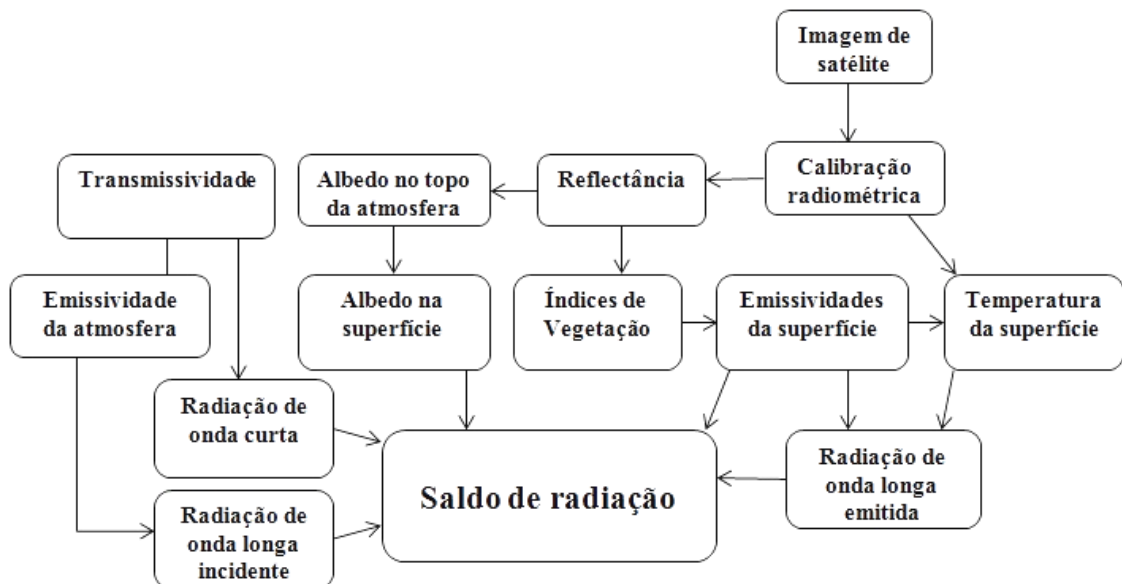 Imagem de
satélite
Transmissividade
Albedo no topo
da atmosfera
Reflectância
Calibração
radiométrica
Emissividade
da atmosfera
Albedo na
superfície
Índices de
Vegetação
Emissividades
da superfície
Temperatura
da superfície
Radiação de
onda curta
Saldo de radiação
Radiação de
onda longa
emitida
Radiação de
onda longa
incidente